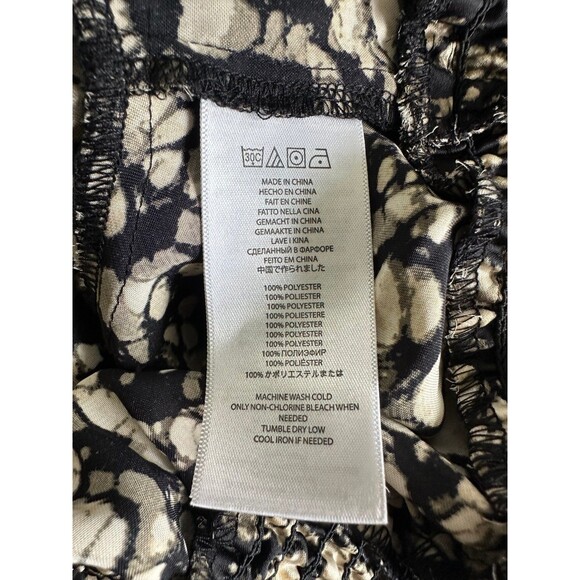 30C
MADE IN CHINA
HECHO EN CHINA
FAIT EN CHINE
FATTO NELLA CINA
GEMACHT IN CHINA
GEMAAKTE IN CHINA
LAVE I KINA
СДЕЛАННЫЙ В ФАРФОРЕ
FEITO EM CHINA
中国で作られました
100% POLYESTER
100% POLIESTER
100% POLYESTER
100% POLIESTERE
100% POLYESTER
100% POLYESTER
100% POLYESTER
100% ПОЛИЭФИР
100% POLIÉSTER
100% かポリエステルまたは
MACHINE WASH COLD
ONLY NON-CHLORINE BLEACH WHEN
NEEDED
TUMBLE DRY LOW
COOL IRON IF NEEDED